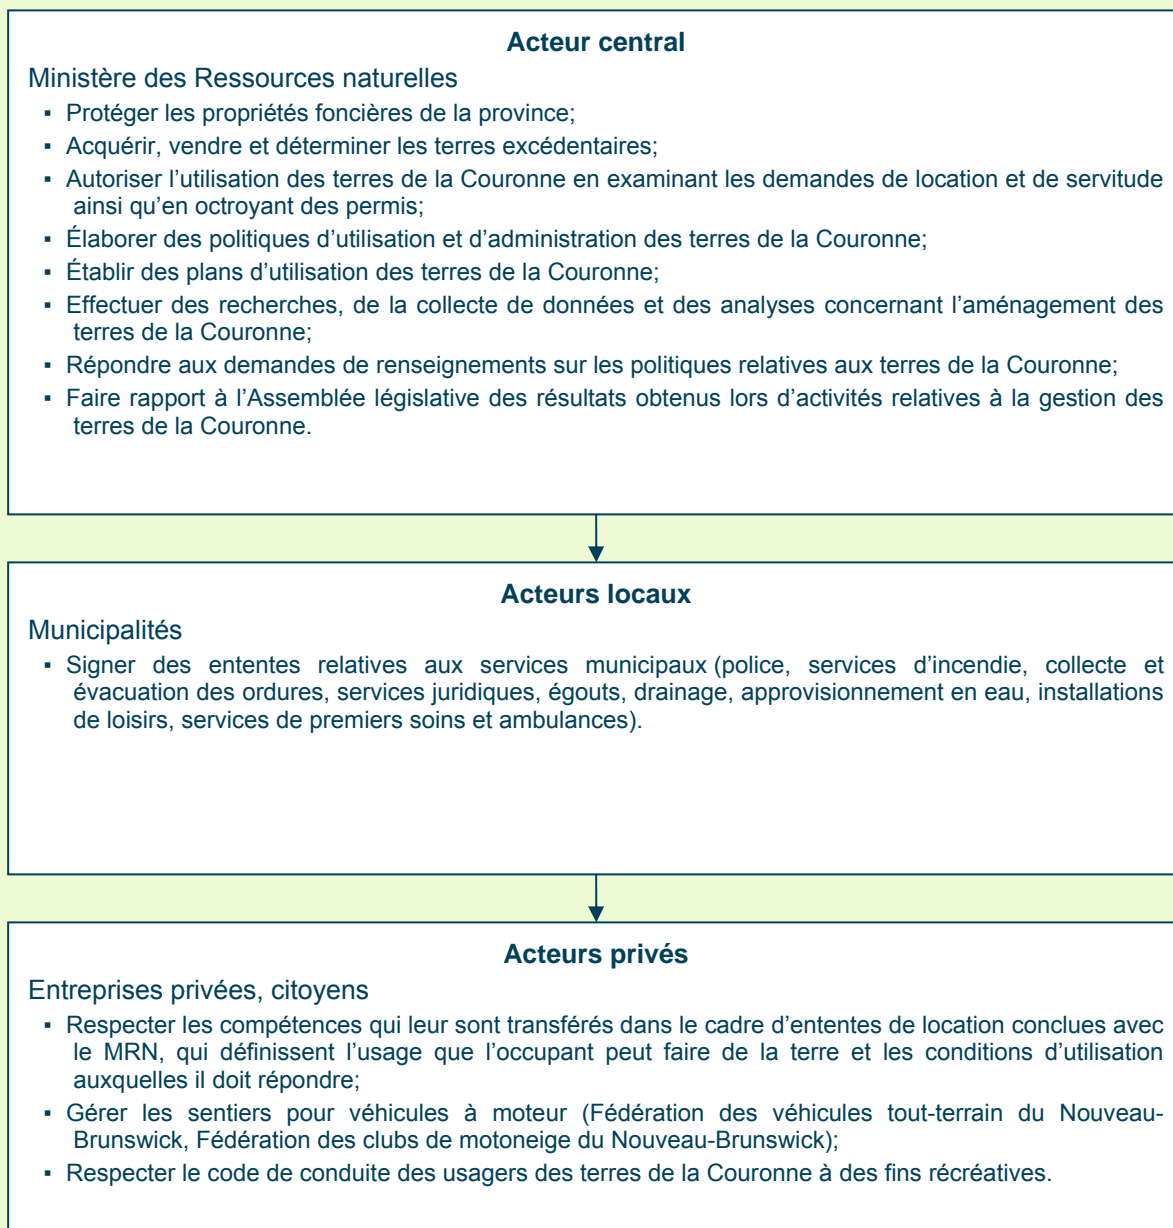 Acteur central
Ministère des Ressources naturelles
▪ Protéger les propriétés foncières de la province;
▪ Acquérir, vendre et déterminer les terres excédentaires;
▪ Autoriser l’utilisation des terres de la Couronne en examinant les demandes de location et de servitude
ainsi qu’en octroyant des permis;
▪ Élaborer des politiques d’utilisation et d’administration des terres de la Couronne;
▪ Établir des plans d’utilisation des terres de la Couronne;
▪ Effectuer des recherches, de la collecte de données et des analyses concernant l’aménagement des
terres de la Couronne;
▪ Répondre aux demandes de renseignements sur les politiques relatives aux terres de la Couronne;
▪ Faire rapport à l’Assemblée législative des résultats obtenus lors d’activités relatives à la gestion des
terres de la Couronne.
Acteurs locaux
Municipalités
▪ Signer des ententes relatives aux services municipaux (police, services d’incendie, collecte et
évacuation des ordures, services juridiques, égouts, drainage, approvisionnement en eau, installations
de loisirs, services de premiers soins et ambulances).
Acteurs privés
Entreprises privées, citoyens
▪ Respecter les compétences qui leur sont transférés dans le cadre d’ententes de location conclues avec
le MRN, qui définissent l’usage que l’occupant peut faire de la terre et les conditions d’utilisation
auxquelles il doit répondre;
▪ Gérer les sentiers pour véhicules à moteur (Fédération des véhicules tout-terrain du Nouveau-
Brunswick, Fédération des clubs de motoneige du Nouveau-Brunswick);
▪ Respecter le code de conduite des usagers des terres de la Couronne à des fins récréatives.